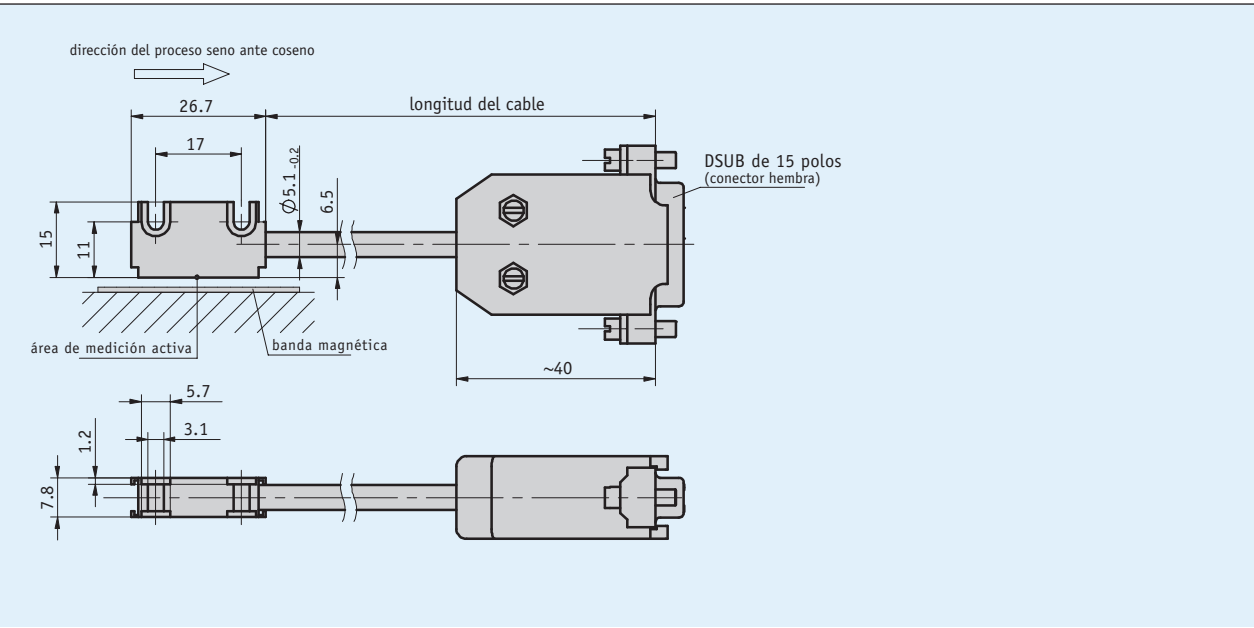 dirección del proceso seno ante coseno
26.7
longitud del cable
17
DSUB de 15 polos
(conector hembra)
Ø5.1 -0.2
6.5
15
11
área de medición activa
banda magnética
~40
5.7
3.1
1.2
7.8